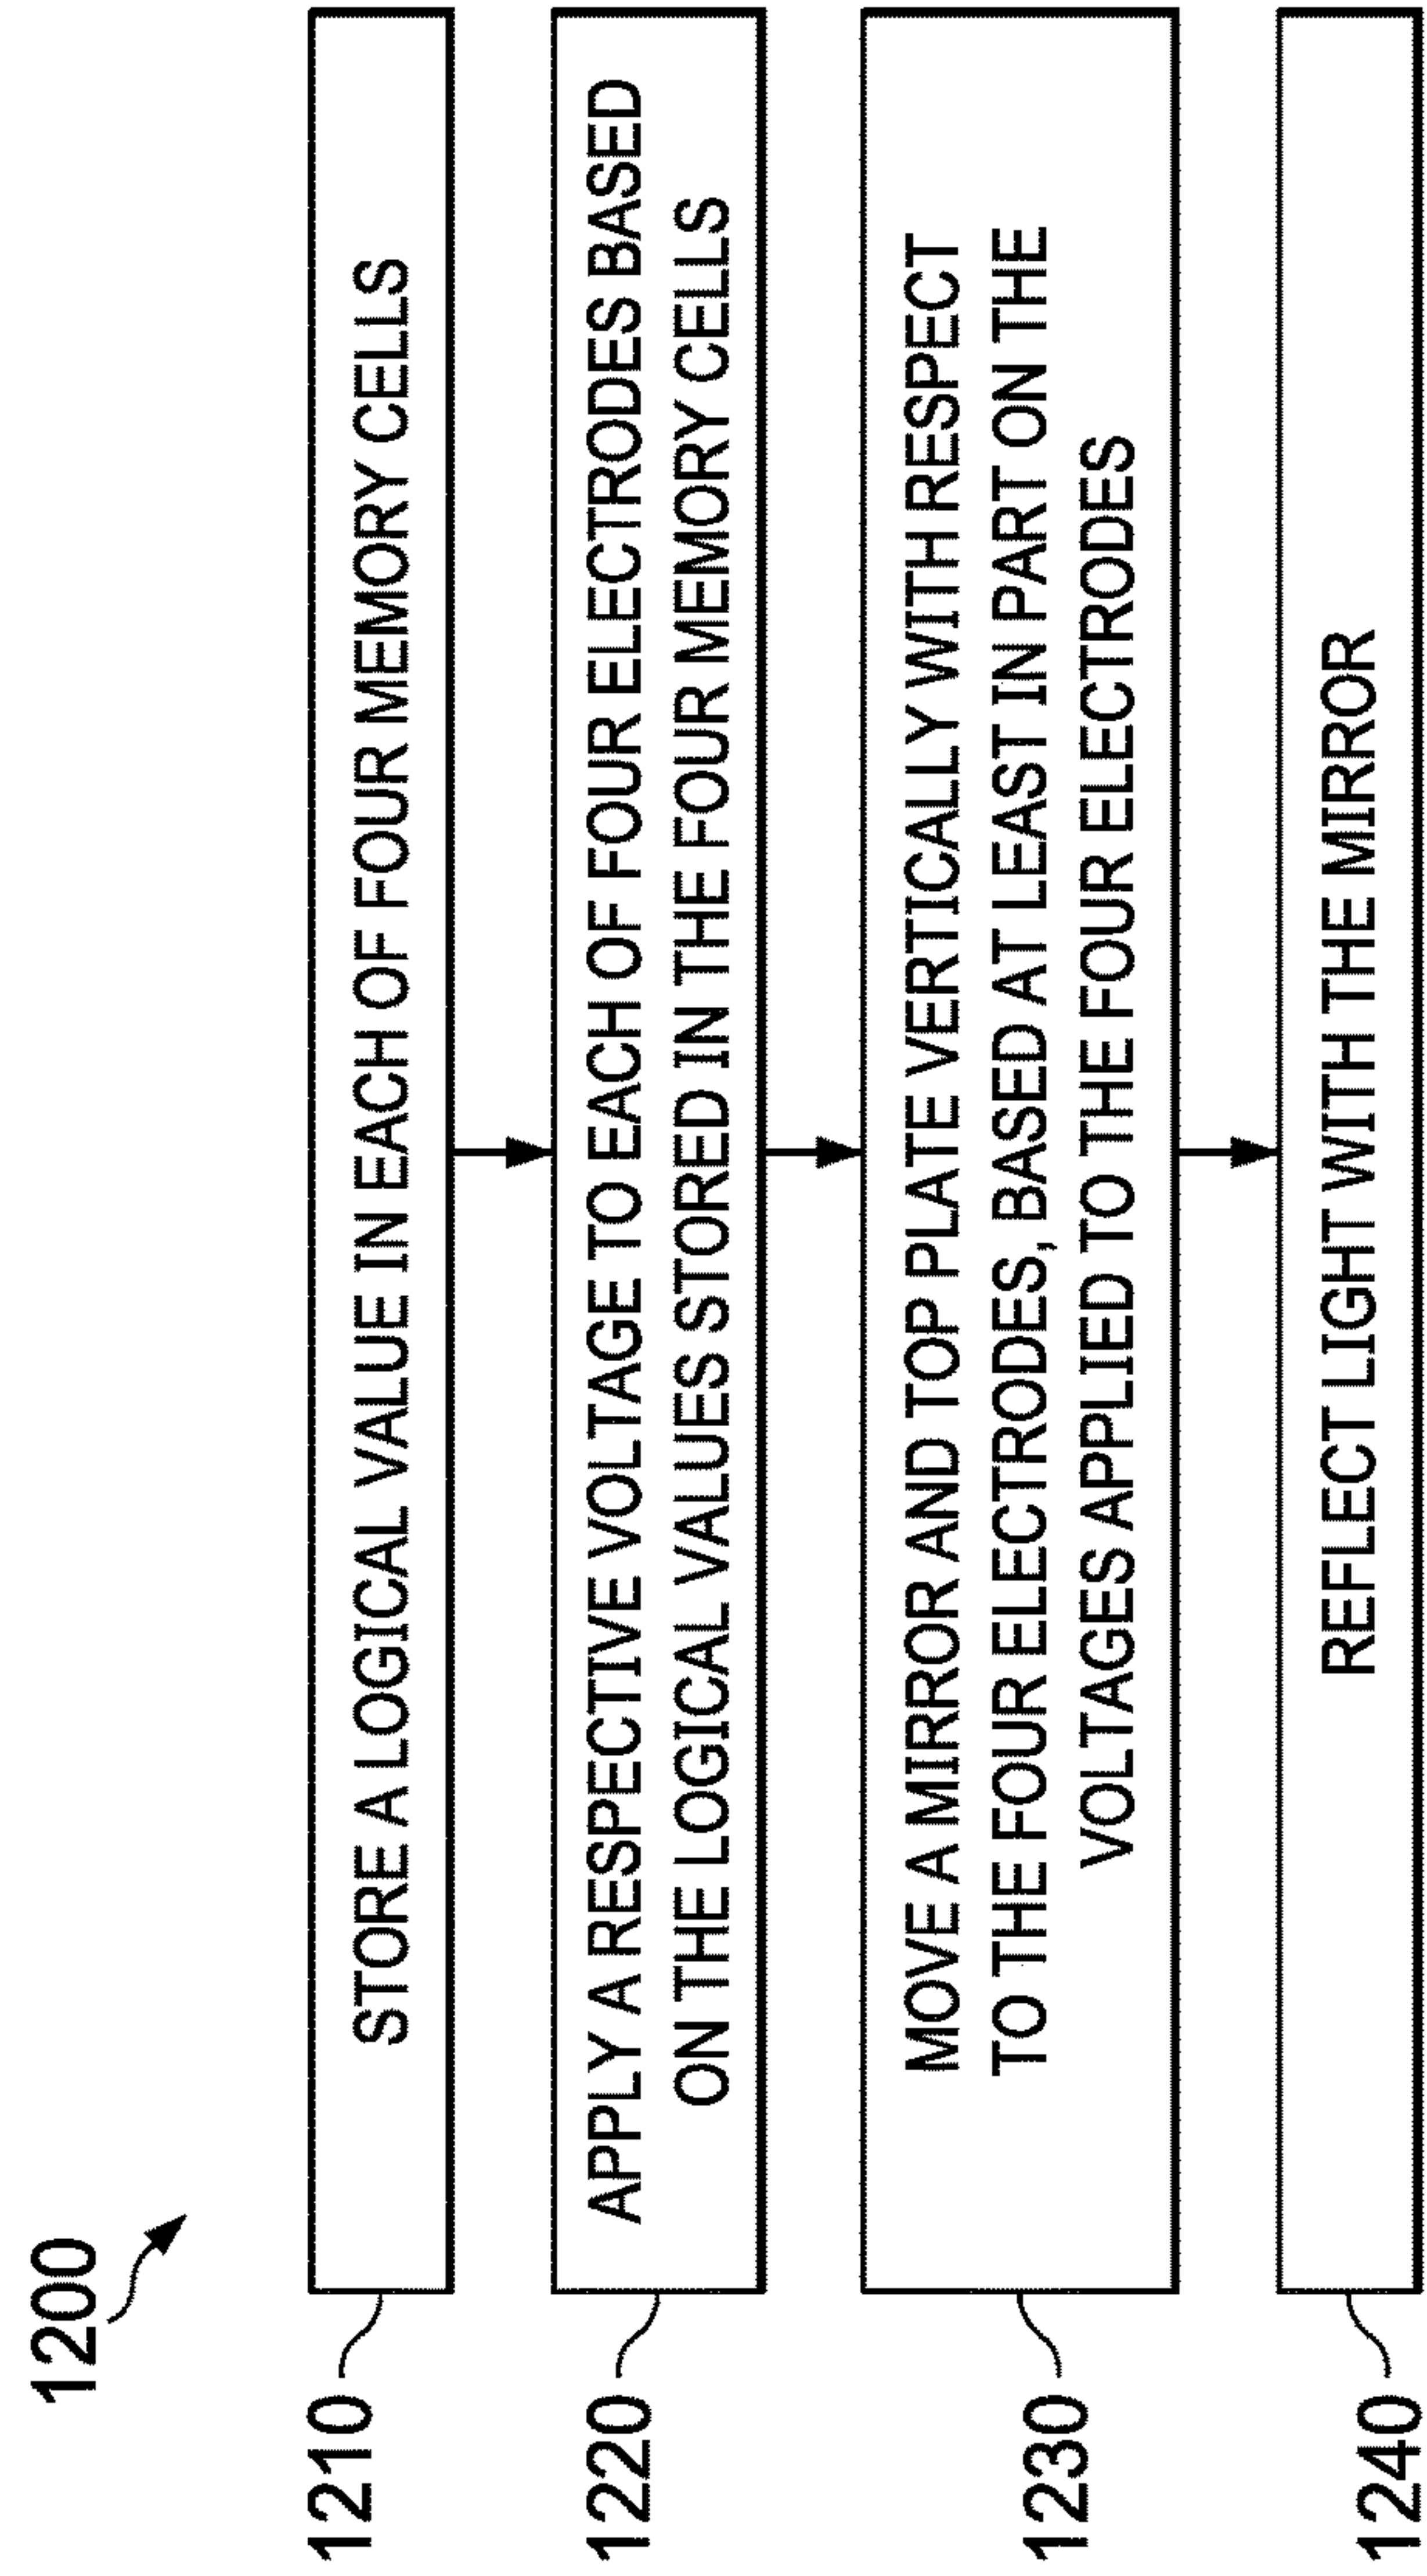 1200
1210
STORE A LOGICAL VALUE IN EACH OF FOUR MEMORY CELLS
1220
APPLY A RESPECTIVE VOLTAGE TO EACH OF FOUR ELECTRODES BASED
ON THE LOGICAL VALUES STORED IN THE FOUR MEMORY CELLS
1230
MOVE A MIRROR AND TOP PLATE VERTICALLY WITH RESPECT
TO THE FOUR ELECTRODES, BASED AT LEAST IN PART ON THE
VOLTAGES APPLIED TO THE FOUR ELECTRODES
1240
REFLECT LIGHT WITH THE MIRROR